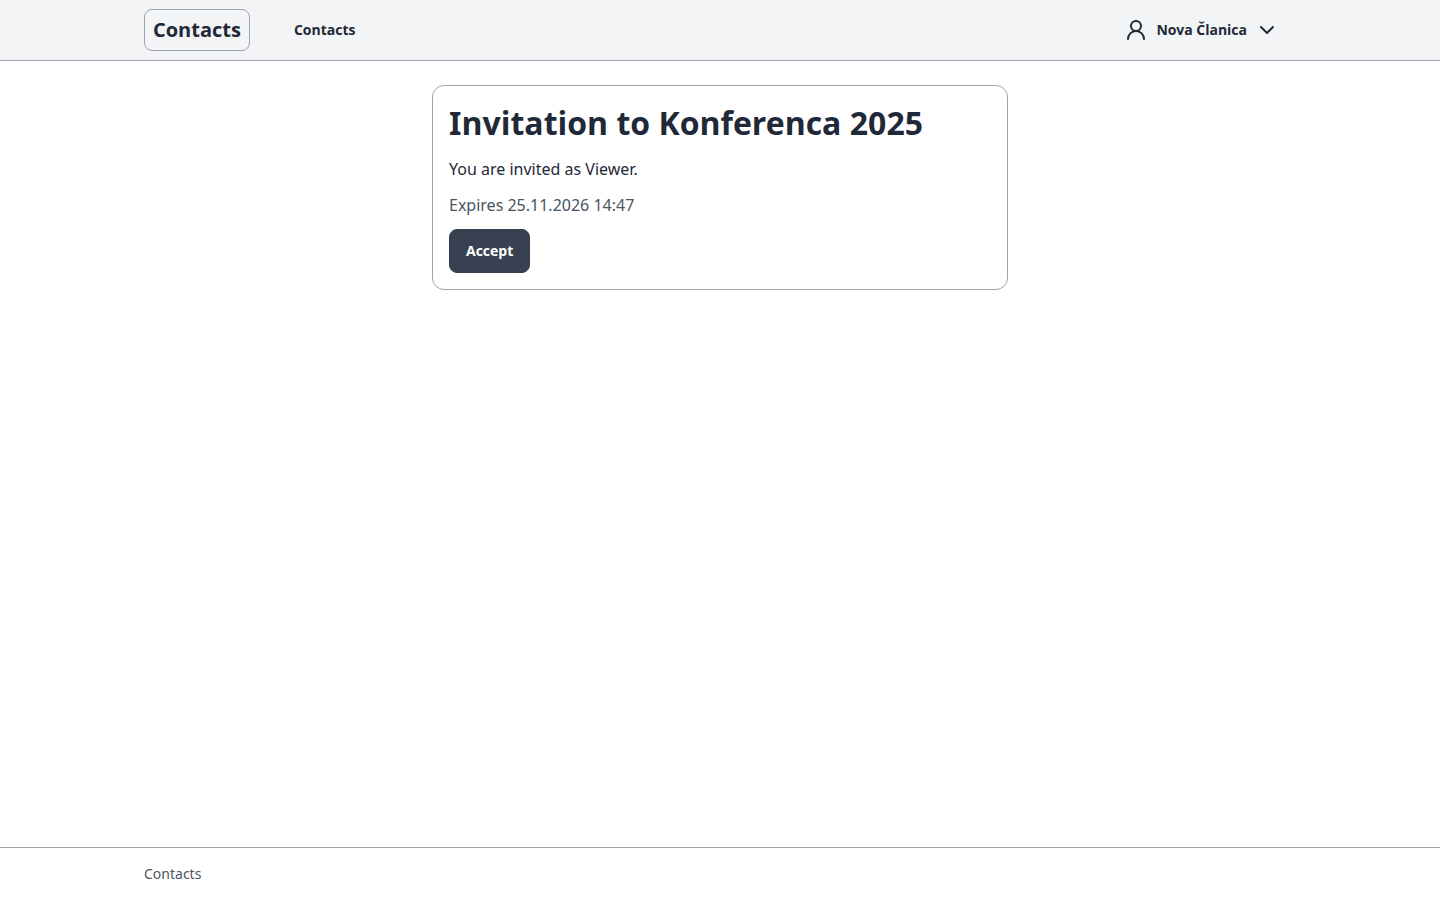 Contacts
Contacts
Nova Članica
Invitation to Konferenca 2025
You are invited as Viewer.
Expires 25.11.2026 14:47
Accept
Contacts